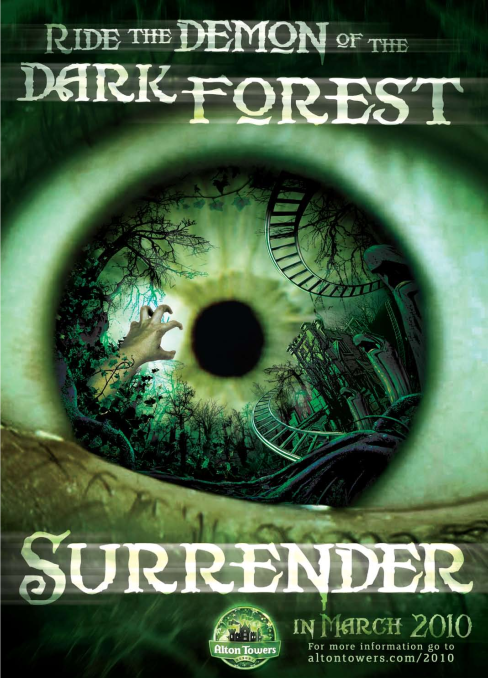 RIDE THE DEMON OF THE
DARK FOREST
SURRENDER
IN MARCH 2010
Alton Towers
For more information go to
altontowers.com/2010